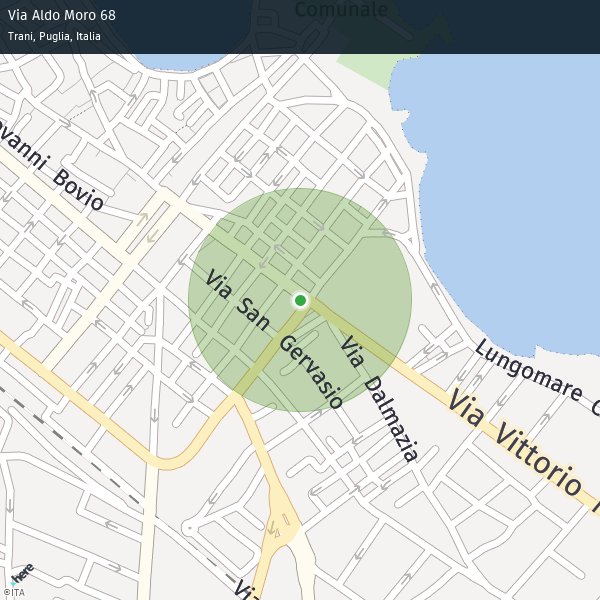 Via Aldo Moro 68
Trani, Puglia, Italia
Comunale
ovanni Bovio
Via San Gervasio
Via Dalmazia
Lungomare C
Via Vittorio
Via
here
©ITA